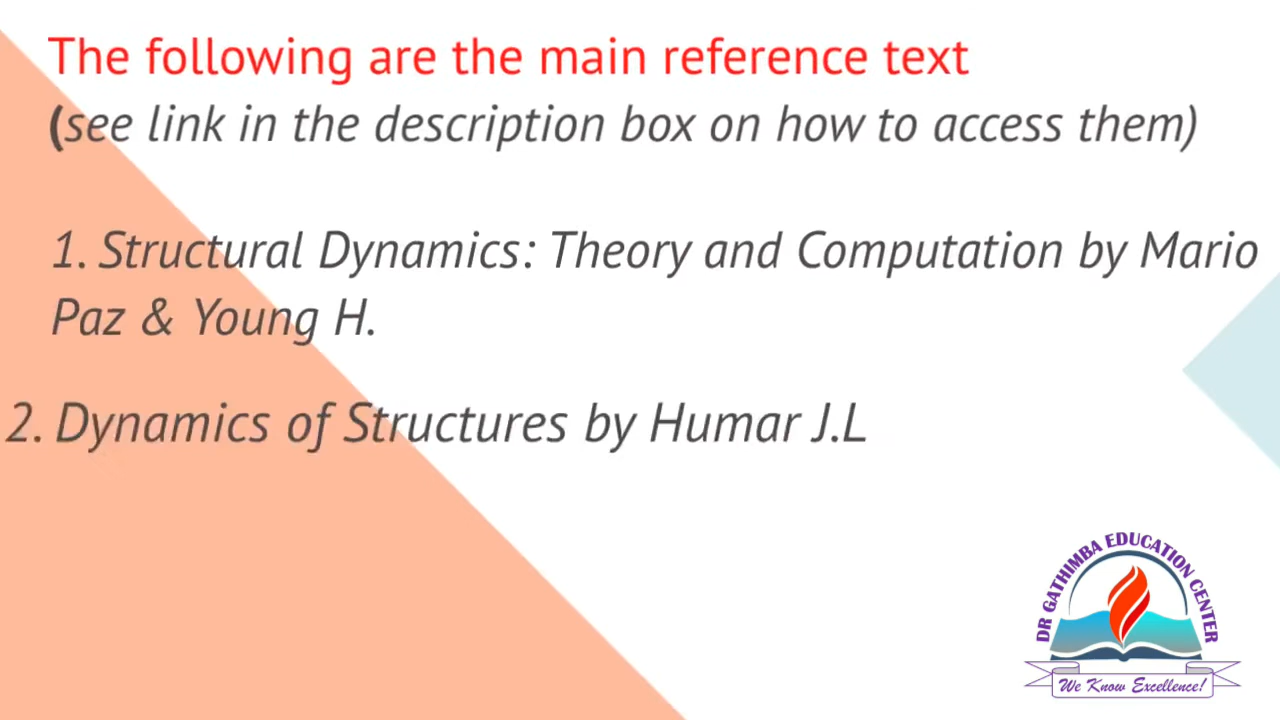 The following are the main reference text
(see link in the description box on how to access them)
1. Structural Dynamics: Theory and Computation by Mario
Paz & Young H.
2. Dynamics of Structures by Humar J.L
DR GATHIMBA EDUCATION CENTER
We Know Excellence!